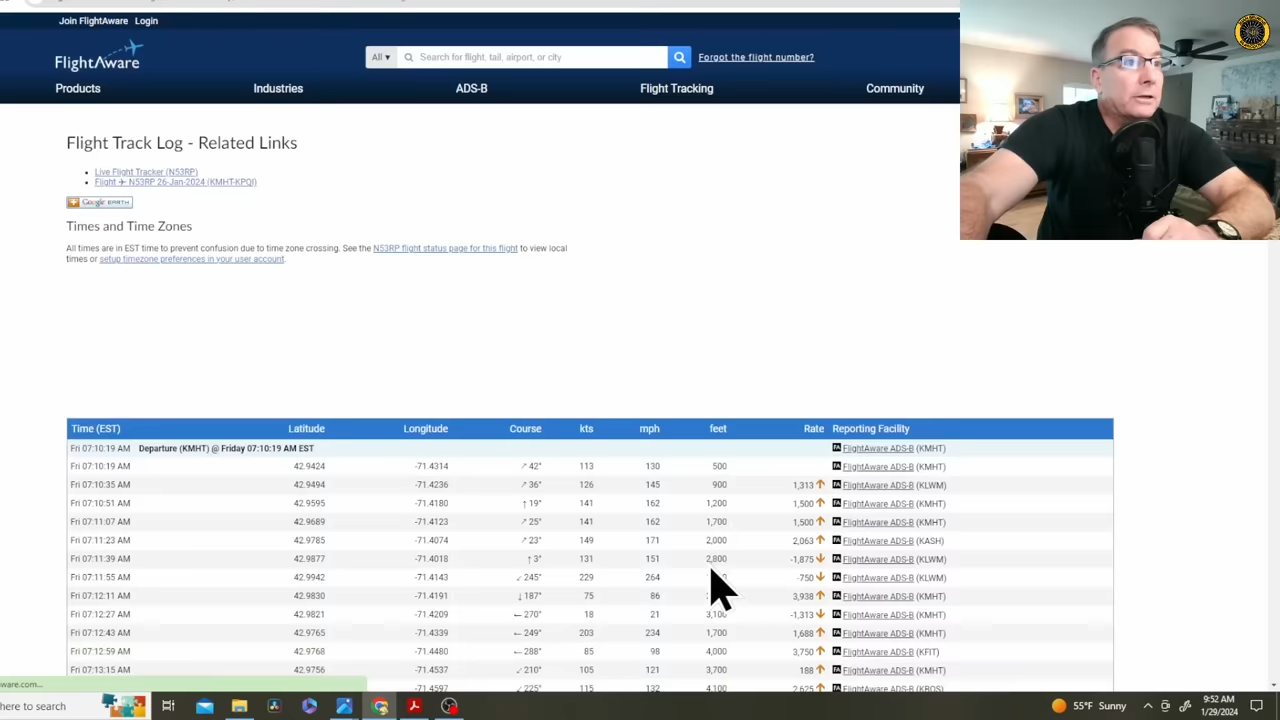 Join FlightAware Login
FlightAware
All ▾ Search for flight, tail, airport, or city Forgot the flight number?
Products Industries ADS-B Flight Tracking Community
Flight Track Log - Related Links
Live Flight Tracker (N53RP)
Flight ✈ N53RP 26-Jan-2024 (KMHT-KPQI)
Google EARTH
Times and Time Zones
All times are in EST time to prevent confusion due to time zone crossing. See the N53RP flight status page for this flight to view local
times or setup timezone preferences in your user account.
Time (EST) Latitude Longitude Course kts mph feet Rate Reporting Facility
Fri 07:10:19 AM Departure (KMHT) @ Friday 07:10:19 AM EST FlightAware ADS-B (KMHT)
Fri 07:10:19 AM 42.9424 -71.4314 ↗ 42° 113 130 500 FlightAware ADS-B (KMHT)
Fri 07:10:35 AM 42.9494 -71.4236 ↗ 36° 126 145 900 1,313 ↑ FlightAware ADS-B (KLWM)
Fri 07:10:51 AM 42.9595 -71.4180 ↑ 19° 141 162 1,200 1,500 ↑ FlightAware ADS-B (KMHT)
Fri 07:11:07 AM 42.9689 -71.4123 ↗ 25° 141 162 1,700 1,500 ↑ FlightAware ADS-B (KMHT)
Fri 07:11:23 AM 42.9785 -71.4074 ↗ 23° 149 171 2,000 2,063 ↑ FlightAware ADS-B (KASH)
Fri 07:11:39 AM 42.9877 -71.4018 ↑ 3° 131 151 2,800 -1,875 ↓ FlightAware ADS-B (KLWM)
Fri 07:11:55 AM 42.9942 -71.4143 ↙ 245° 229 264 -750 ↓ FlightAware ADS-B (KLWM)
Fri 07:12:11 AM 42.9830 -71.4191 ↓ 187° 75 86 3,938 ↑ FlightAware ADS-B (KMHT)
Fri 07:12:27 AM 42.9821 -71.4209 ← 270° 18 21 3,100 -1,313 ↓ FlightAware ADS-B (KMHT)
Fri 07:12:43 AM 42.9765 -71.4339 ← 249° 203 234 1,700 1,688 ↑ FlightAware ADS-B (KMHT)
Fri 07:12:59 AM 42.9768 -71.4480 ← 288° 85 98 4,000 3,750 ↑ FlightAware ADS-B (KFIT)
Fri 07:13:15 AM 42.9756 -71.4537 ↙ 210° 105 121 3,700 188 ↑ FlightAware ADS-B (KMHT)
-71.4597 ↙ 225° 115 132 4,100 2,625 ↑ FlightAware ADS-B (KBOS)
ware.com...
here to search 55°F Sunny 9:52 AM
1/29/2024